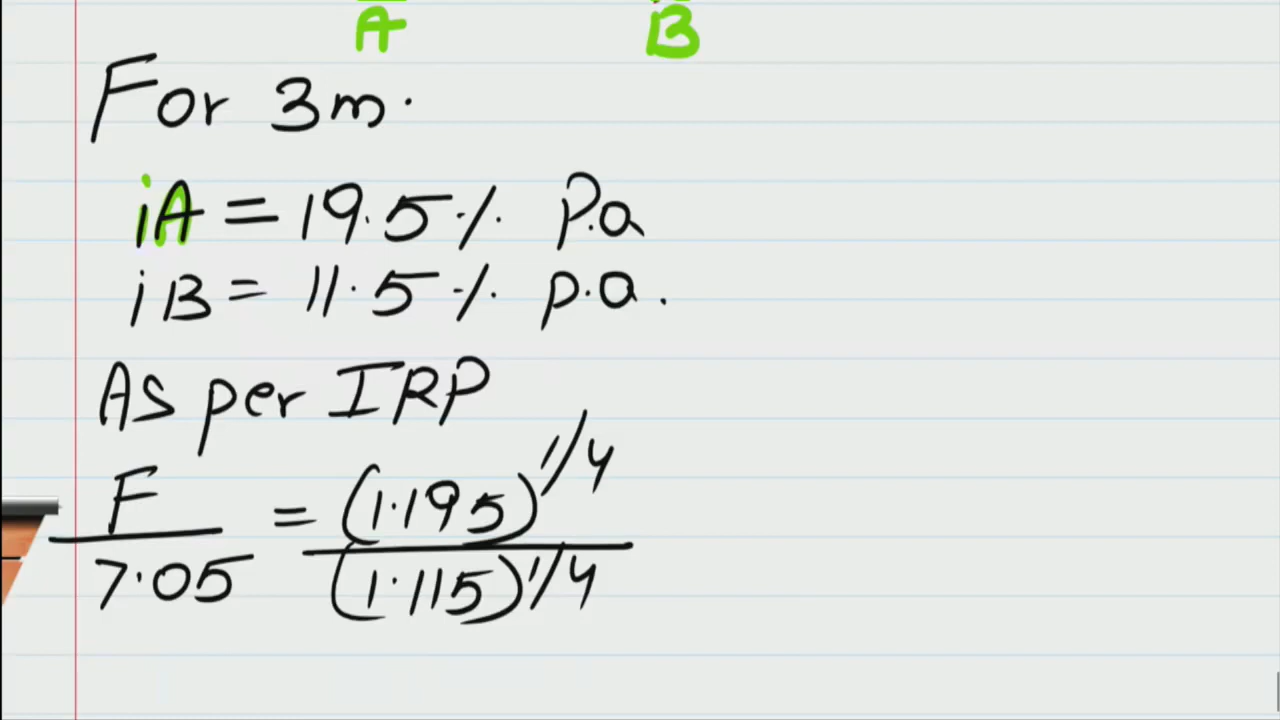 A B
For 3m.
iA = 19.5% p.a
iB = 11.5% p.a.
As per IRP
F = (1.195)^1/4
7.05 (1.115)^1/4